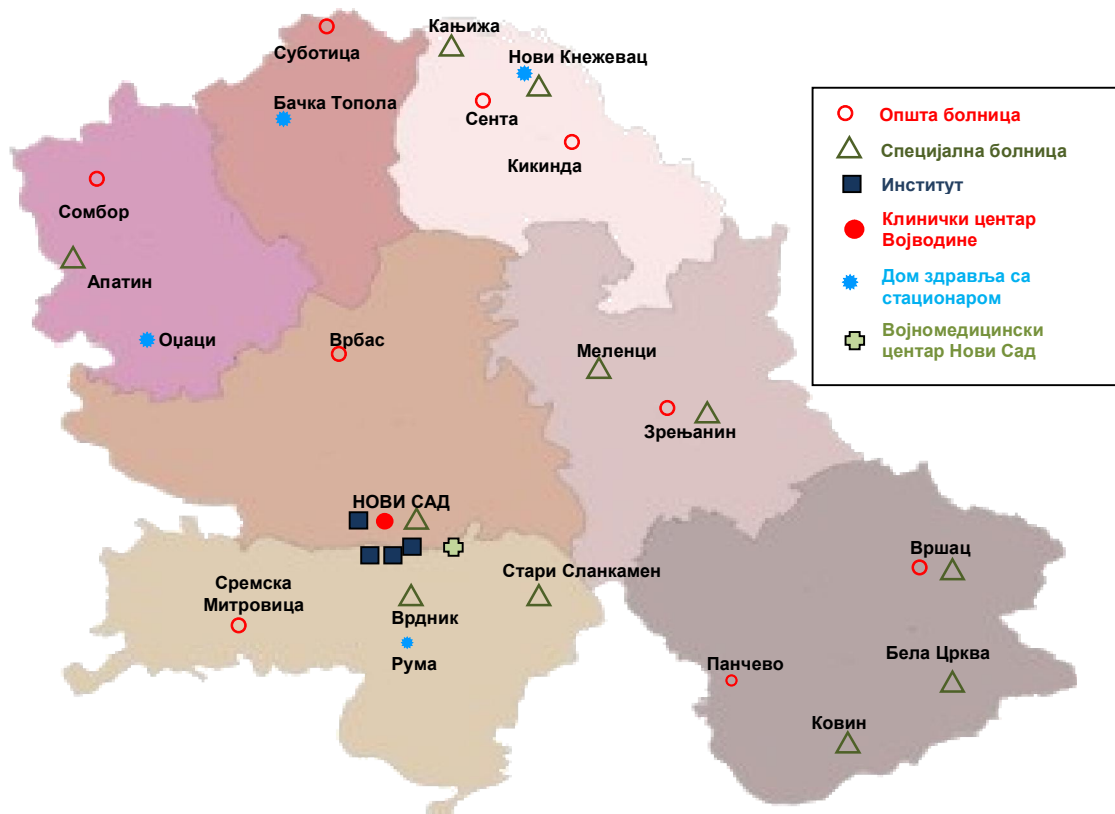 Кањижа
Суботица
Нови Кнежевац
Бачка Топола
Сента
Кикинда
Сомбор
Апатин
Оџаци
Врбас
Меленци
Зрењанин
НОВИ САД
Вршац
Стари Сланкамен
Сремска
Митровица
Врдник
Рума
Панчево
Бела Црква
Ковин
Општа болница
Специјална болница
Институт
Клинички центар
Војводине
Дом здравља са
стационаром
Војномедицински
центар Нови Сад